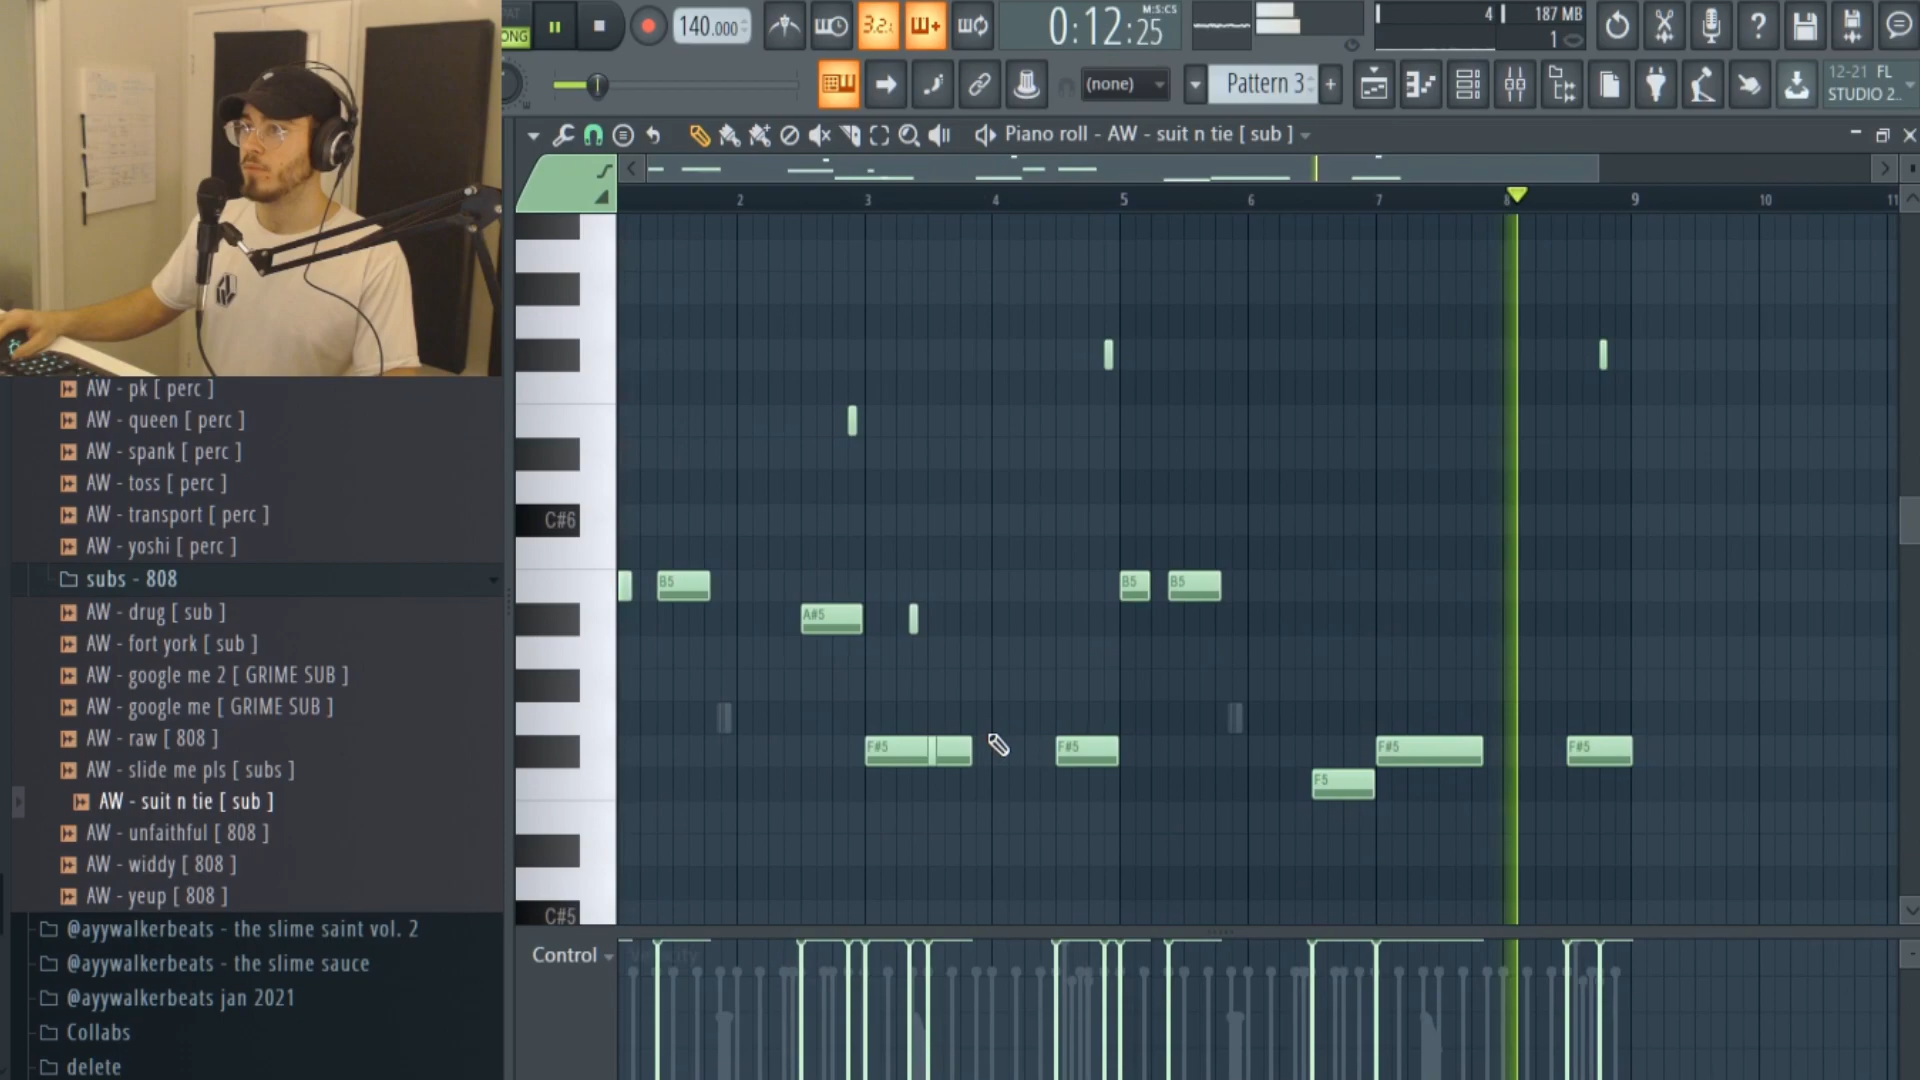 PAT
SONG
140.000
3.2.
0:12:25
M:S:CS
4
187 MB
1
(none)
Pattern 3
12-21 FL
STUDIO 2..
Piano roll - AW - suit n tie [ sub ]
2 3 4 5 6 7 8 9 10 11
AW - pk [ perc ]
AW - queen [ perc ]
AW - spank [ perc ]
AW - toss [ perc ]
AW - transport [ perc ]
AW - yoshi [ perc ]
subs - 808
AW - drug [ sub ]
AW - fort york [ sub ]
AW - google me 2 [ GRIME SUB ]
AW - google me [ GRIME SUB ]
AW - raw [ 808 ]
AW - slide me pls [ subs ]
AW - suit n tie [ sub ]
AW - unfaithful [ 808 ]
AW - widdy [ 808 ]
AW - yeup [ 808 ]
@ayywalkerbeats - the slime saint vol. 2
@ayywalkerbeats - the slime sauce
@ayywalkerbeats jan 2021
Collabs
delete
C#6
B5
B5
B5
A#5
F#5
F#5
F#5
F#5
F5
C#5
Control
Velocity